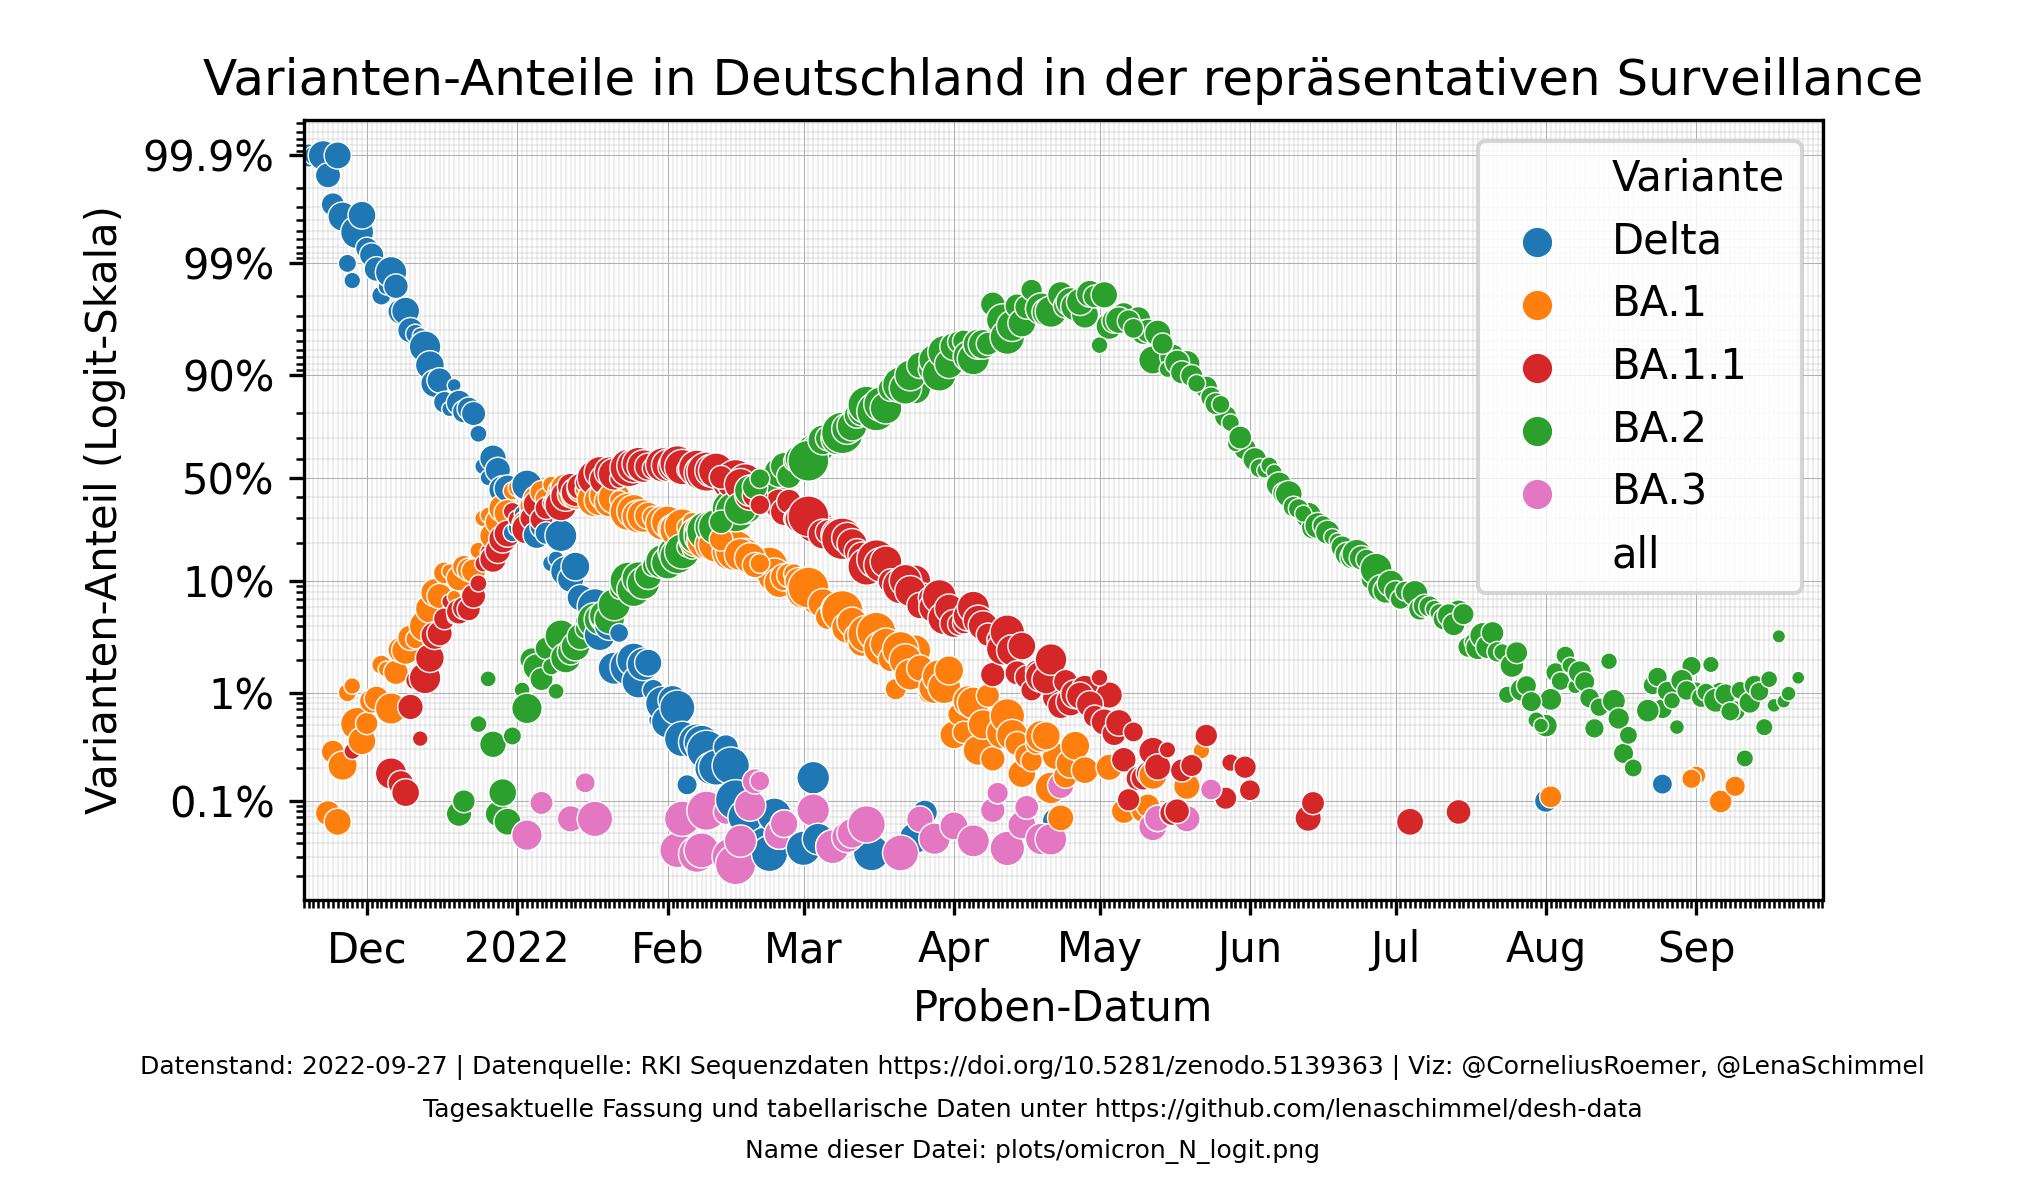 Varianten-Anteile in Deutschland in der repräsentativen Surveillance
Varianten-Anteil (Logit-Skala)
99.9%
99%
90%
50%
10%
1%
0.1%
Variante
Delta
BA.1
BA.1.1
BA.2
BA.3
all
Dec 2022 Feb Mar Apr May Jun Jul Aug Sep
Proben-Datum
Datenstand: 2022-09-27 | Datenquelle: RKI Sequenzdaten https://doi.org/10.5281/zenodo.5139363 | Viz: @CorneliusRoemer, @LenaSchimmel
Tagesaktuelle Fassung und tabellarische Daten unter https://github.com/lenaschimmel/desh-data
Name dieser Datei: plots/omicron_N_logit.png